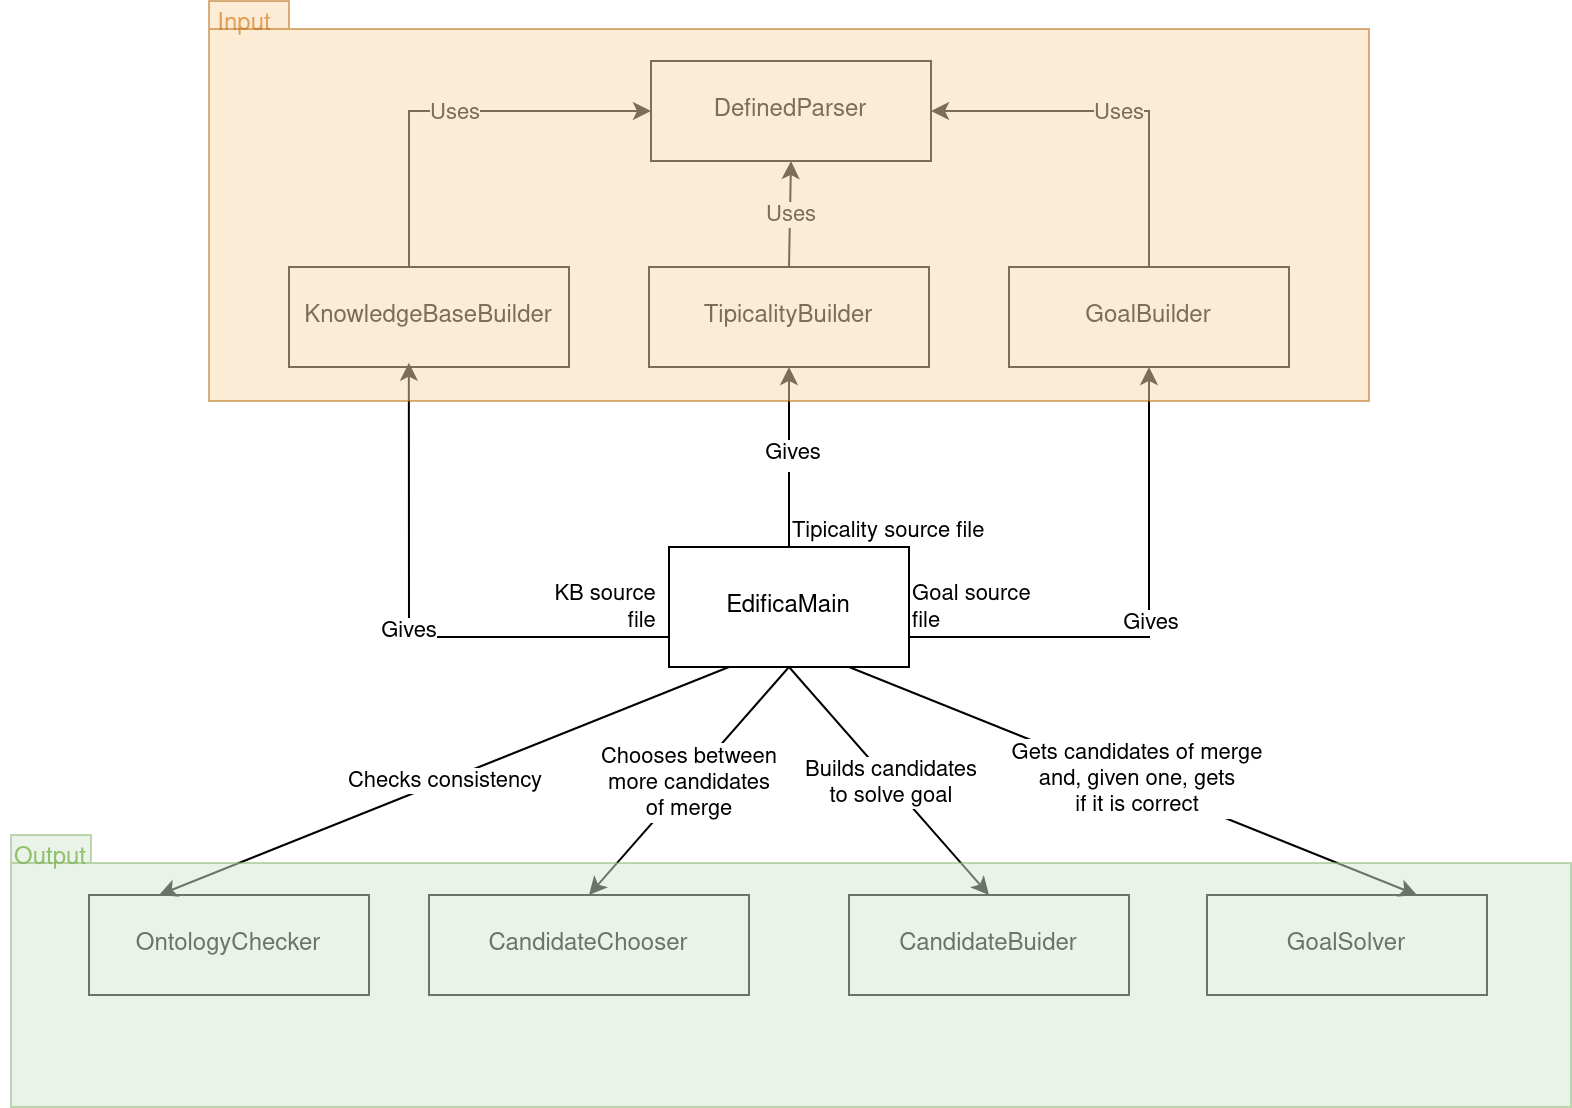 Input
DefinedParser
Uses
Uses
Uses
KnowledgeBaseBuilder
TipicalityBuilder
GoalBuilder
Gives
Tipicality source file
KB source
file
EdificaMain
Goal source
file
Gives
Gives
Checks consistency
Chooses between
more candidates
of merge
Builds candidates
to solve goal
Gets candidates of merge
and, given one, gets
if it is correct
Output
OntologyChecker
CandidateChooser
CandidateBuider
GoalSolver